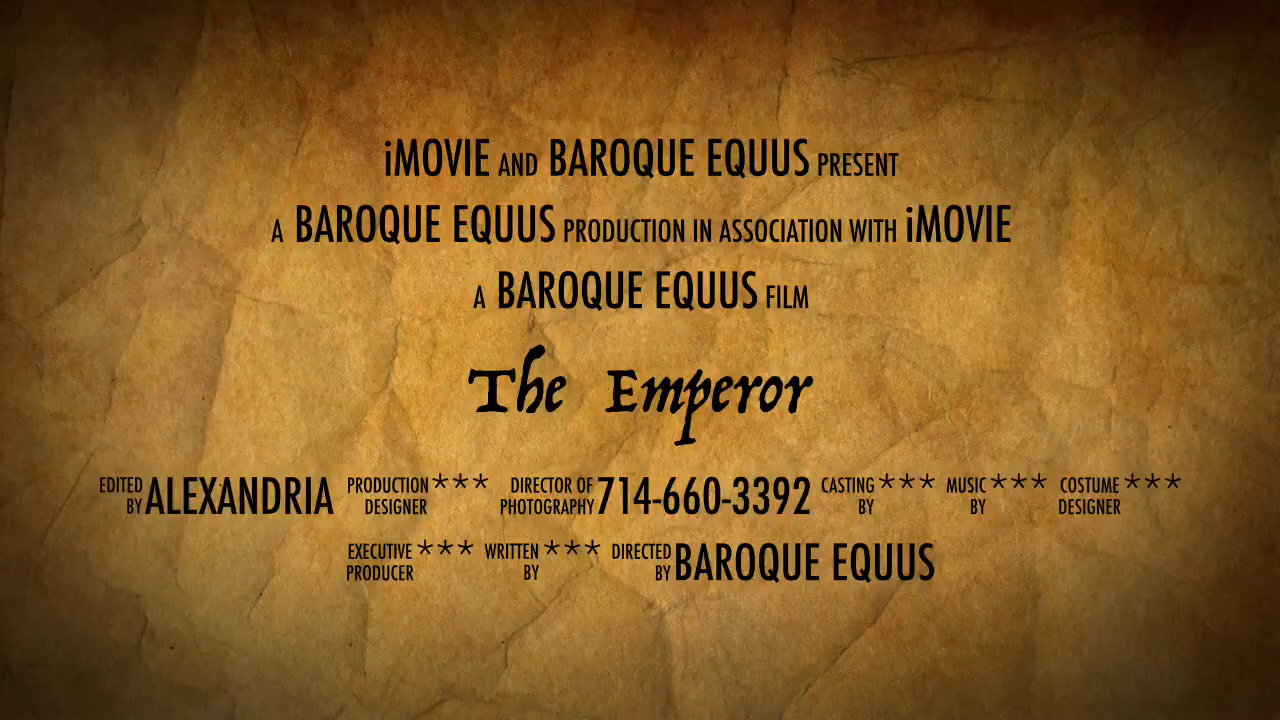 iMOVIE AND BAROQUE EQUUS PRESENT
A BAROQUE EQUUS PRODUCTION IN ASSOCIATION WITH iMOVIE
A BAROQUE EQUUS FILM
The Emperor
EDITED BY ALEXANDRIA PRODUCTION DESIGNER *** DIRECTOR OF PHOTOGRAPHY 714-660-3392 CASTING BY *** MUSIC BY *** COSTUME DESIGNER ***
EXECUTIVE PRODUCER *** WRITTEN BY *** DIRECTED BY BAROQUE EQUUS